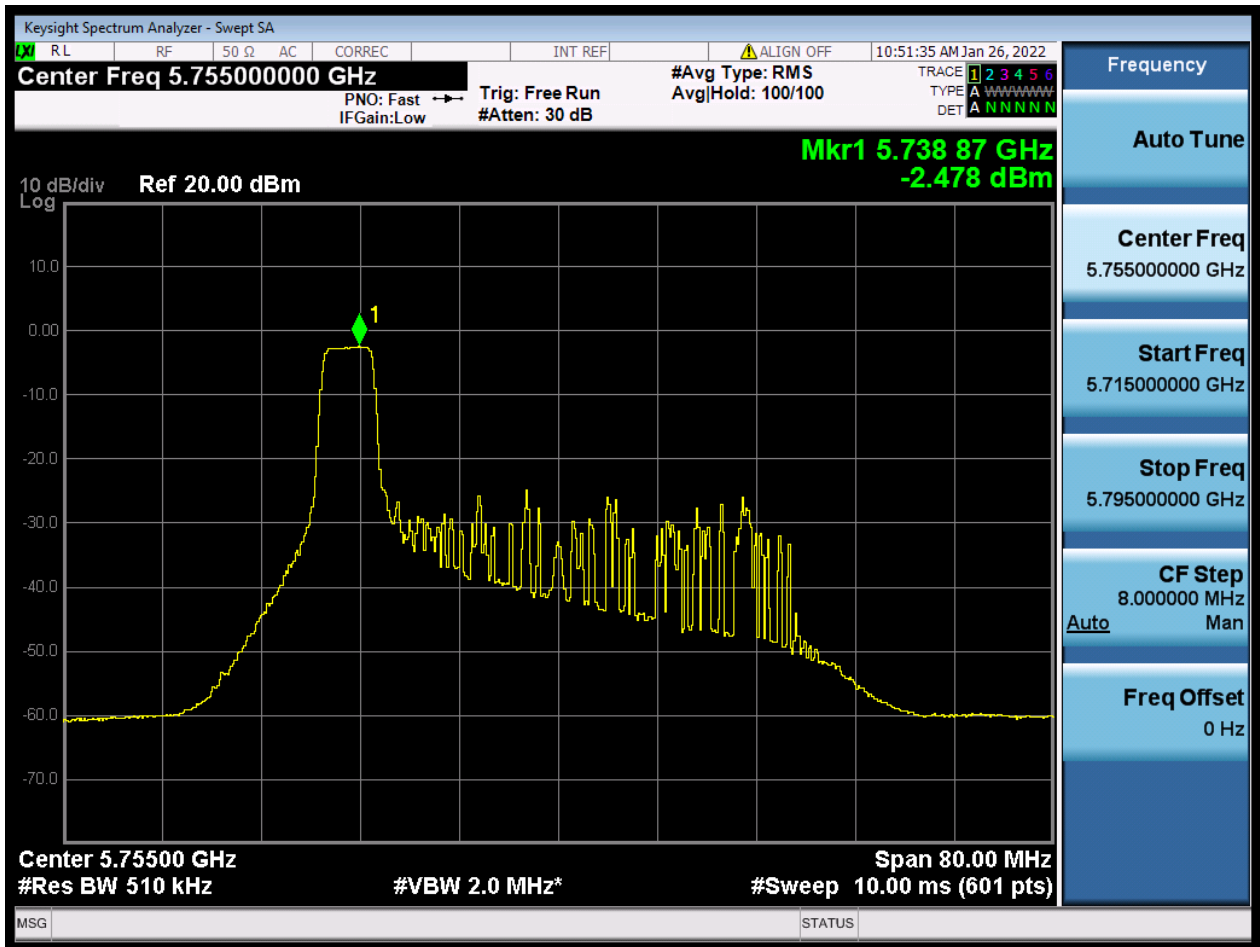 Keysight Spectrum Analyzer - Swept SA
LXI RL RF 50 Ω AC CORREC INT REF ALIGN OFF 10:51:35 AM Jan 26, 2022
Center Freq 5.755000000 GHz
PNO: Fast
IFGain:Low
Trig: Free Run
#Atten: 30 dB
#Avg Type: RMS
Avg|Hold: 100/100
TRACE 1 2 3 4 5 6
TYPE A WWWWW
DET A N N N N N
Mkr1 5.738 87 GHz
-2.478 dBm
10 dB/div Ref 20.00 dBm
Log
10.0
0.00
-10.0
-20.0
-30.0
-40.0
-50.0
-60.0
-70.0
1
Center 5.75500 GHz Span 80.00 MHz
#Res BW 510 kHz #VBW 2.0 MHz* #Sweep 10.00 ms (601 pts)
MSG STATUS
Frequency
Auto Tune
Center Freq
5.755000000 GHz
Start Freq
5.715000000 GHz
Stop Freq
5.795000000 GHz
CF Step
8.000000 MHz
Auto Man
Freq Offset
0 Hz